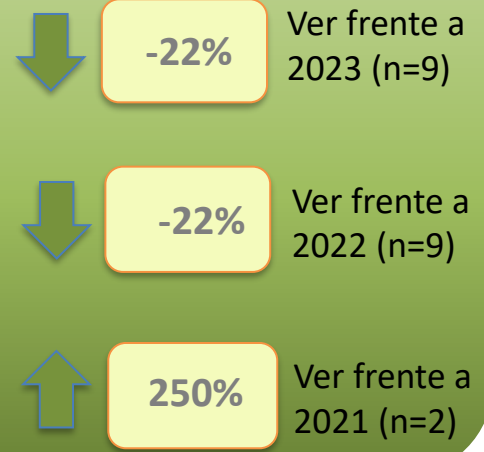 -22%
Ver frente a
2023 (n=9)
-22%
Ver frente a
2022 (n=9)
250%
Ver frente a
2021 (n=2)